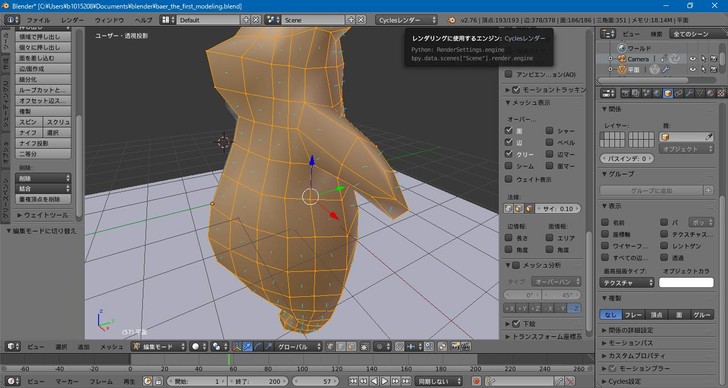 Blender* [C:¥Users¥b1015208¥Documents¥blender¥baer_the_first_modeling.blend]
Default
Scene
Cyclesレンダー
v2.76 | 頂点:193/193 | 辺:378/378 | 面:186/186 | 三角面:351 | メモリ:18.14M | 平面
レンダリングに使用するエンジン: Cyclesレンダー
Python: RenderSettings.engine
bpy.data.scenes["Scene"].render.engine
ユーザー・透視投影
領域で押し出し
個々に押し出し
面を差し込む
辺/面作成
細分化
ループカットと...
オフセット辺ス...
複製
スピン
スクリュ
ナイフ
選択
ナイフ投影
二等分
削除:
削除
結合
重複頂点を削除
ウェイトツール
編集モードに切り替え
(57) 平面
アンビエン...ョン(AO)
モーショントラッキン
メッシュ表示
オーバー...
面
シャー
辺
ベベル
クリー
辺マー
シーム
面マー
ウェイト表示
法線:
サイ: 0.10
辺情報:
面情報:
長さ
エリア
角度
角度
メッシュ分析
タイプ:
オーバーハン
0°
45°
+X
+Y
+Z
-X
-Y
-Z
下絵
トランスフォーム座標系
ビュー
検索
全てのシーン
ワールド
Camera
平面
関係
レイヤー:
親:
オブジェクト
パスインデ: 0
グループ
グループに追加
表示
名前
バ
ボッ
座標軸
テクスチャス...
ワイヤーフ...
レントゲン
すべての辺...
透過
最高描画タイプ:
オブジェクトカラ
テクスチャ
複製
なし
フレー
頂点
面
グルー
関係の詳細設定
モーションパス
カスタムプロパティ
モーションブラー
Cycles設定
ビュー
選択
追加
メッシュ
編集モード
グローバル
-60
-40
-20
0
20
40
60
80
100
120
140
160
180
200
220
240
260
ビュー
マーカー
フレーム
再生
開始: 1
終了: 200
57
同期しない